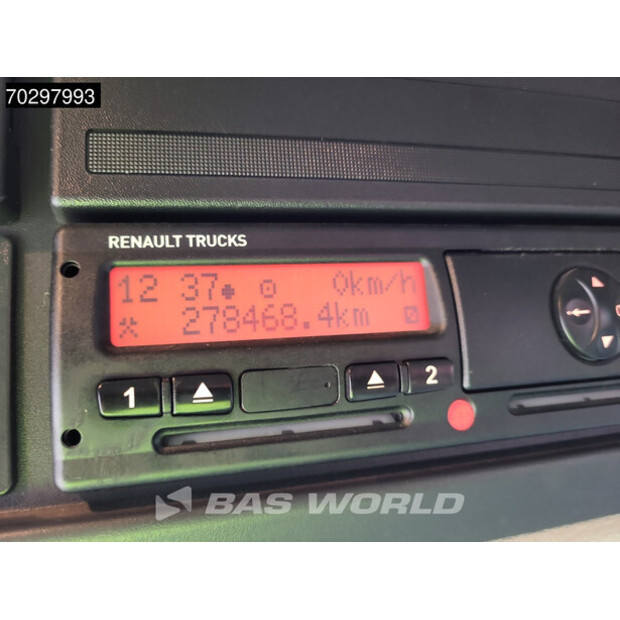 70297993
RENAULT TRUCKS
12 37 0km/h
278468.4km
1 2
BAS WORLD